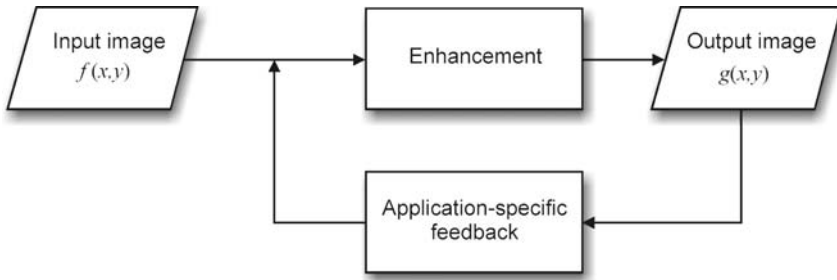 Input image
f(x,y)
Enhancement
Output image
g(x,y)
Application-specific
feedback